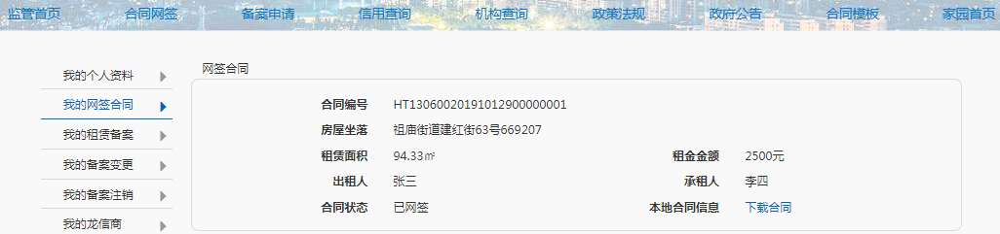 监管首页 合同网签 备案申请 信用查询 机构查询 政策法规 政府公告 合同模板 家园首页
我的个人资料
我的网签合同
我的租赁备案
我的备案变更
我的备案注销
我的龙信商
网签合同
合同编号 HT13060020191012900000001
房屋坐落 祖庙街道建红街63号669207
租赁面积 94.33㎡ 租金金额 2500元
出租人 张三 承租人 李四
合同状态 已网签 本地合同信息 下载合同